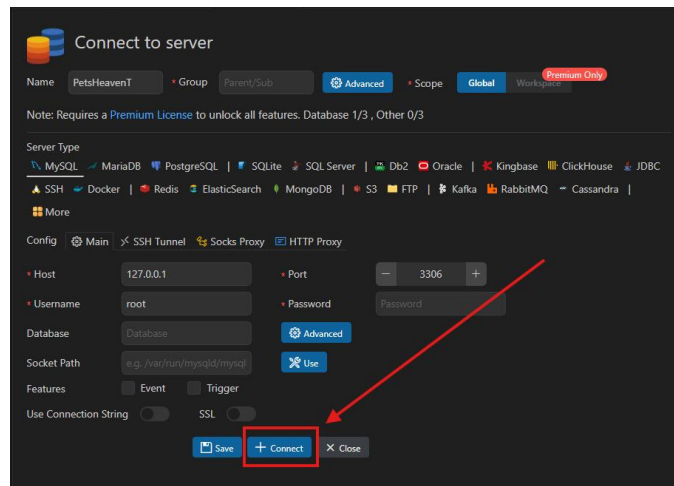 Connect to server
Name PetsHeavenT * Group Parent/Sub Advanced * Scope Global Workspace Premium Only
Note: Requires a Premium License to unlock all features. Database 1/3 , Other 0/3
Server Type
MySQL MariaDB PostgreSQL | SQLite SQL Server | Db2 Oracle | Kingbase ClickHouse JDBC
SSH Docker | Redis ElasticSearch MongoDB | S3 FTP | Kafka RabbitMQ Cassandra |
More
Config Main SSH Tunnel Socks Proxy HTTP Proxy
* Host 127.0.0.1 * Port − 3306 +
* Username root * Password Password
Database Database Advanced
Socket Path e.g. /var/run/mysqld/mysql Use
Features Event Trigger
Use Connection String SSL
Save + Connect × Close